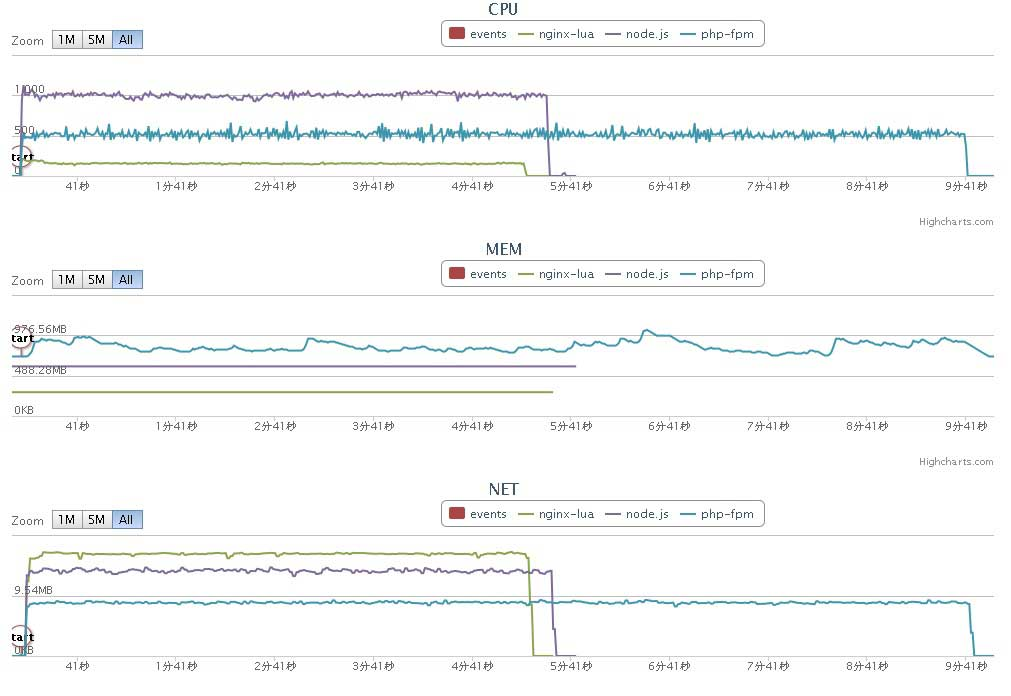 CPU
Zoom 1M 5M All
events nginx-lua node.js php-fpm
1,000
500
tart
0
41秒 1分41秒 2分41秒 3分41秒 4分41秒 5分41秒 6分41秒 7分41秒 8分41秒 9分41秒
Highcharts.com
MEM
Zoom 1M 5M All
events nginx-lua node.js php-fpm
976.56MB
tart
488.28MB
0KB
41秒 1分41秒 2分41秒 3分41秒 4分41秒 5分41秒 6分41秒 7分41秒 8分41秒 9分41秒
Highcharts.com
NET
Zoom 1M 5M All
events nginx-lua node.js php-fpm
9.54MB
tart
0KB
41秒 1分41秒 2分41秒 3分41秒 4分41秒 5分41秒 6分41秒 7分41秒 8分41秒 9分41秒